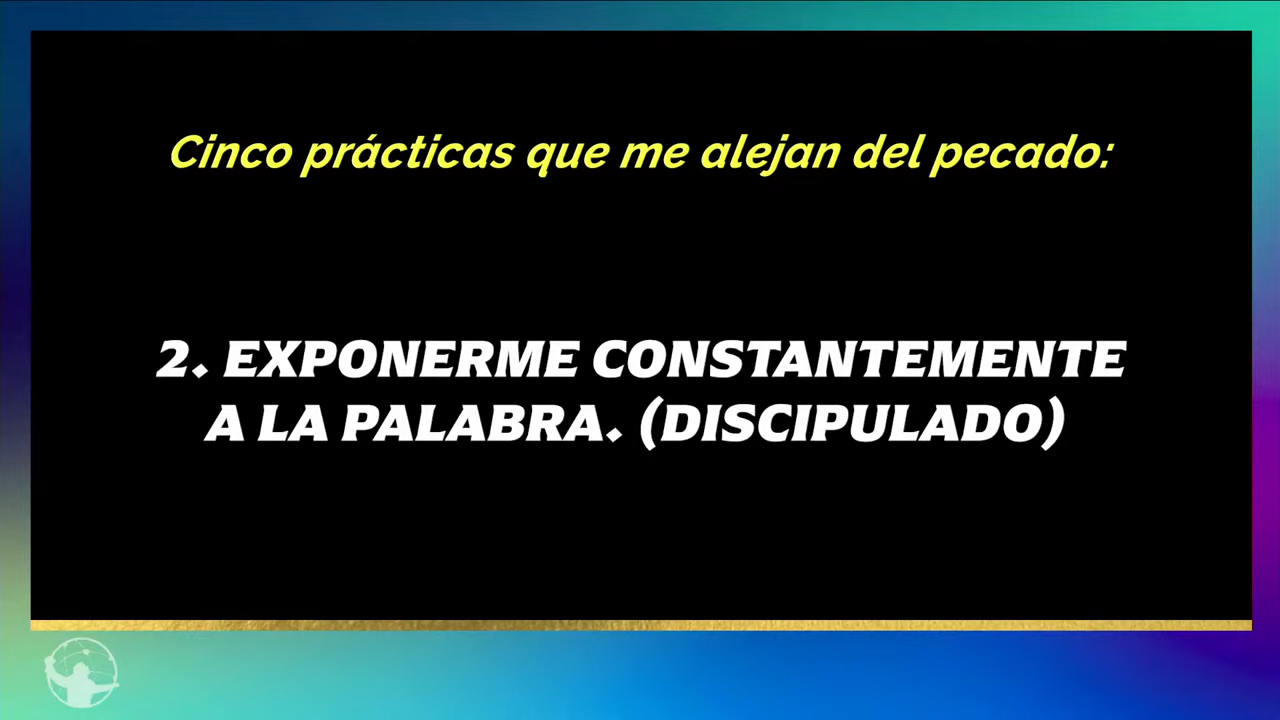 Cinco prácticas que me alejan del pecado:
2. EXPONERME CONSTANTEMENTE
A LA PALABRA. (DISCIPULADO)